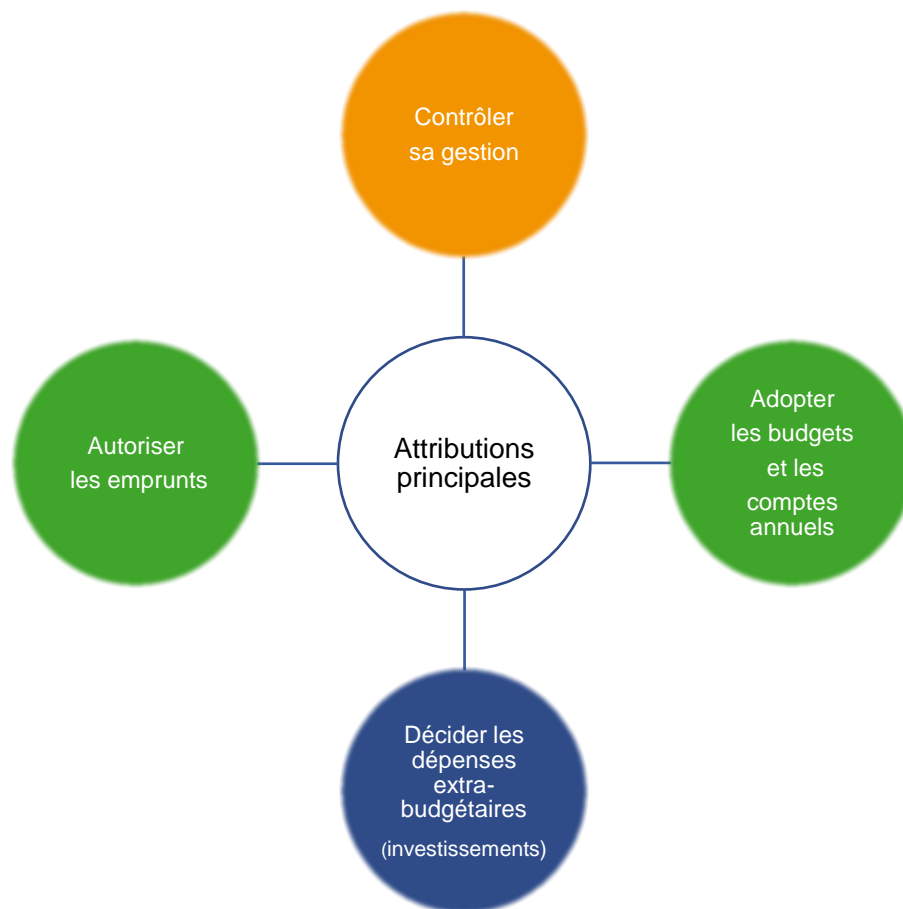 Contrôler
sa gestion
Autoriser
les emprunts
Attributions
principales
Adopter
les budgets
et les
comptes
annuels
Décider les
dépenses
extra-
budgétaires
(investissements)